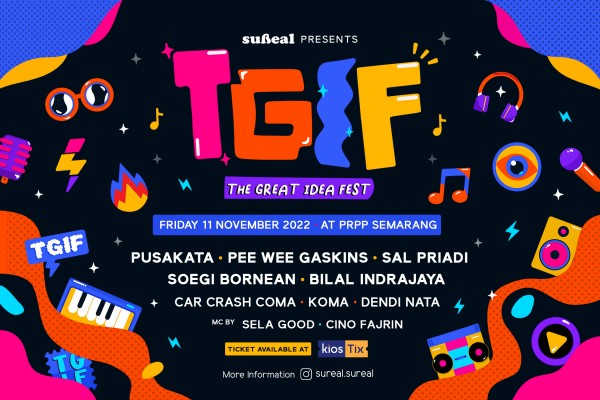 sußeal PRESENTS
TGIF
THE GREAT IDEA FEST
FRIDAY 11 NOVEMBER 2022 AT PRPP SEMARANG
PUSAKATA • PEE WEE GASKINS • SAL PRIADI
SOEGI BORNEAN • BILAL INDRAJAYA
CAR CRASH COMA • KOMA • DENDI NATA
MC BY SELA GOOD • CINO FAJRIN
TICKET AVAILABLE AT kiosTix
More Information sureal.sureal
TGIF
TGIF